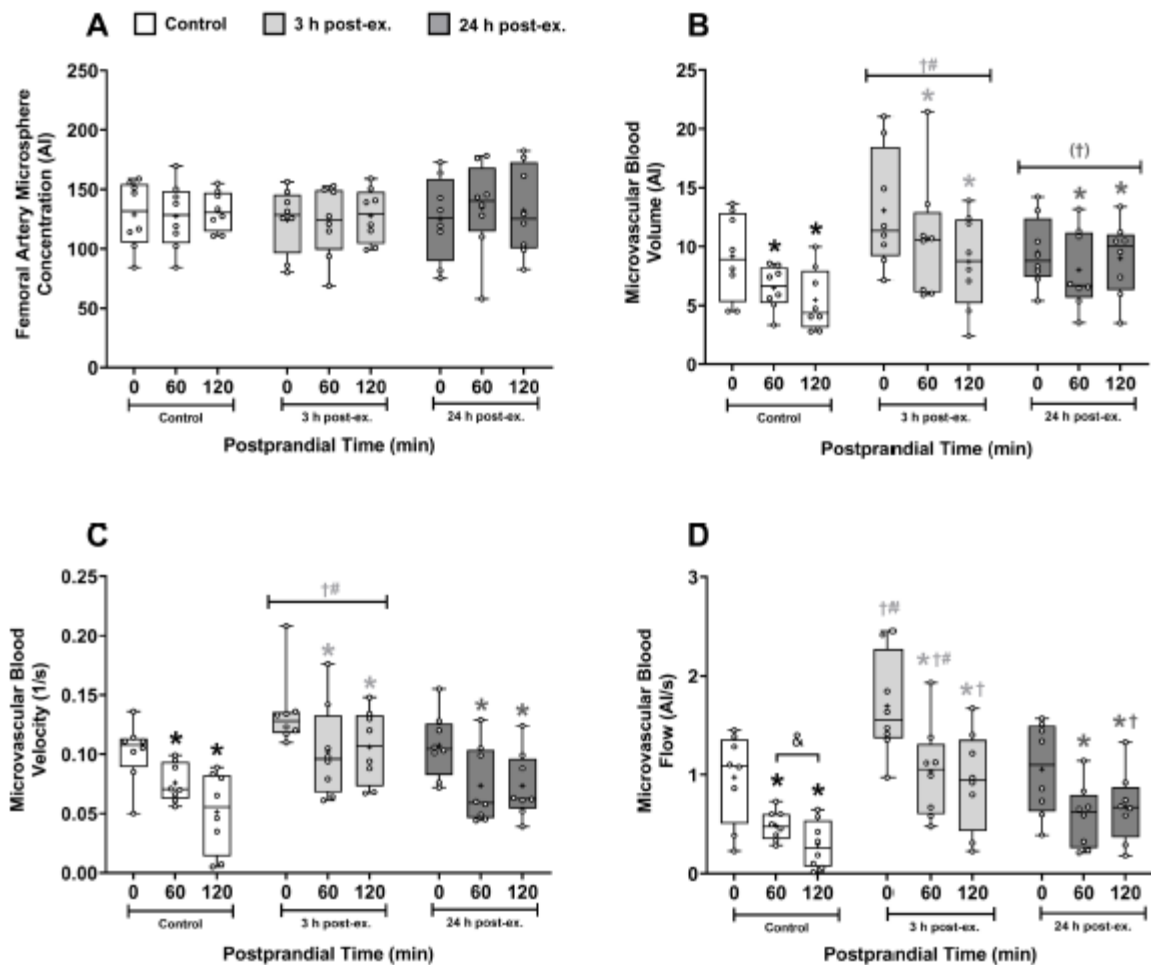 A
Control
3 h post-ex.
24 h post-ex.
Femoral Artery Microsphere
Concentration (AI)
200
150
100
50
0
0 60 120 0 60 120 0 60 120
Control 3 h post-ex. 24 h post-ex.
Postprandial Time (min)
B
Microvascular Blood
Volume (AI)
25
20
15
10
5
0
†#
*
*
(†)
* *
* *
0 60 120 0 60 120 0 60 120
Control 3 h post-ex. 24 h post-ex.
Postprandial Time (min)
C
Microvascular Blood
Velocity (1/s)
0.25
0.20
0.15
0.10
0.05
0.00
†#
* *
* *
* *
0 60 120 0 60 120 0 60 120
Control 3 h post-ex. 24 h post-ex.
Postprandial Time (min)
D
Microvascular Blood
Flow (AI/s)
3
2
1
0
†#
*†#
*†
*†
*
&
* *
0 60 120 0 60 120 0 60 120
Control 3 h post-ex. 24 h post-ex.
Postprandial Time (min)